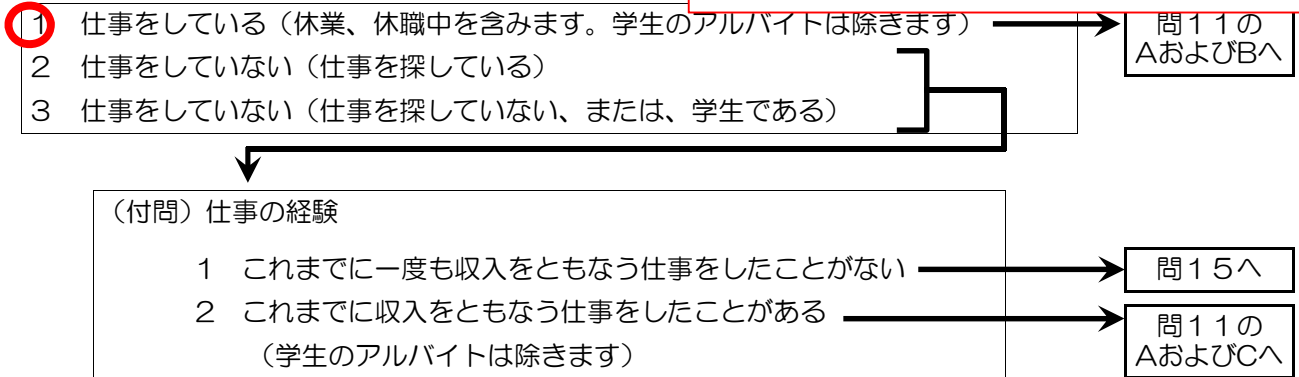 1 仕事をしている(休業、休職中を含みます。学生のアルバイトは除きます)
問11の
AおよびBへ
2 仕事をしていない(仕事を探している)
3 仕事をしていない(仕事を探していない、または、学生である)
(付問)仕事の経験
1 これまでに一度も収入をともなう仕事をしたことがない
問15へ
2 これまでに収入をともなう仕事をしたことがある
(学生のアルバイトは除きます)
問11の
AおよびCへ